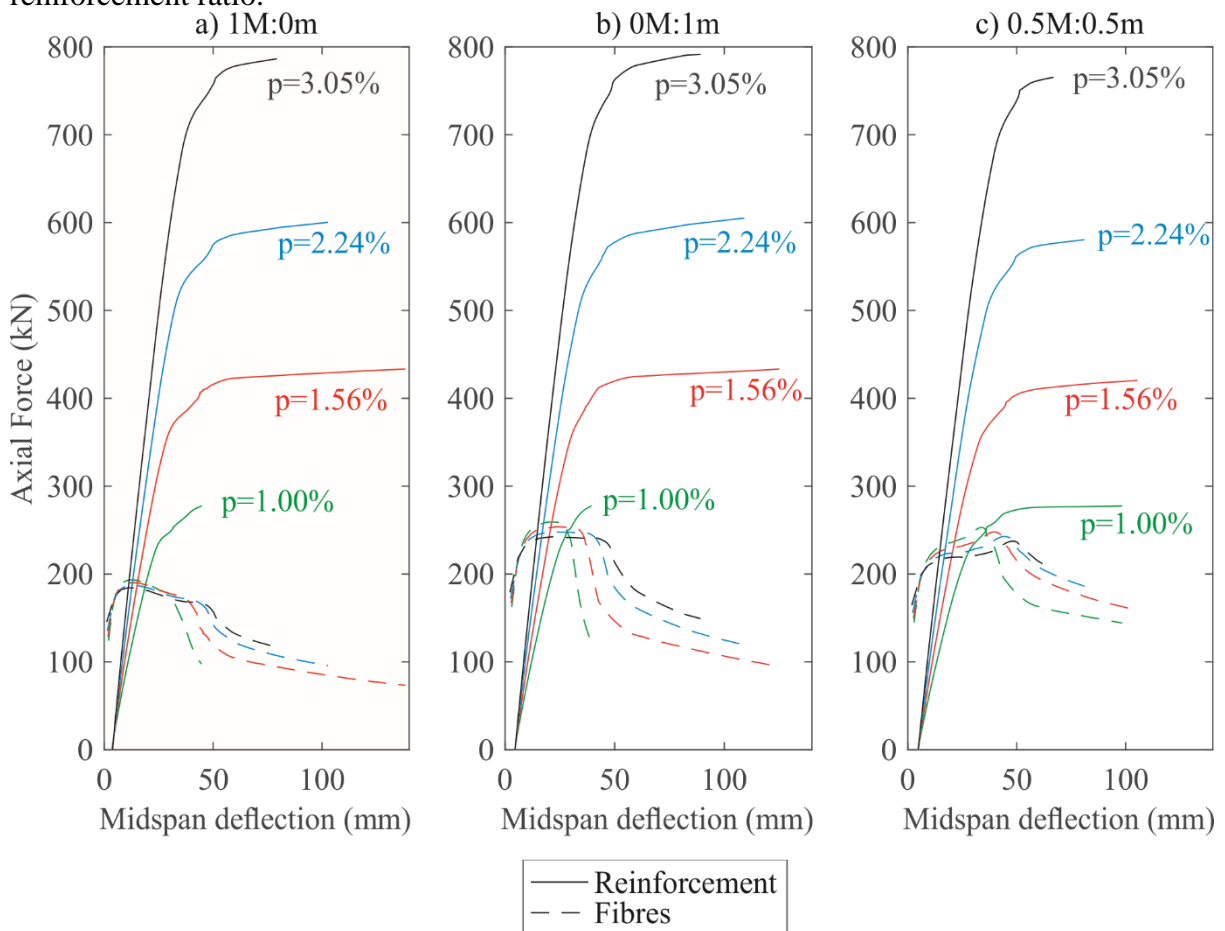 reinforcement ratio.
a) 1M:0m
b) 0M:1m
c) 0.5M:0.5m
Axial Force (kN)
800
700
600
500
400
300
200
100
0
p=3.05%
p=2.24%
p=1.56%
p=1.00%
0
50
100
Midspan deflection (mm)
p=3.05%
p=2.24%
p=1.56%
p=1.00%
0
50
100
Midspan deflection (mm)
p=3.05%
p=2.24%
p=1.56%
p=1.00%
0
50
100
Midspan deflection (mm)
Reinforcement
Fibres